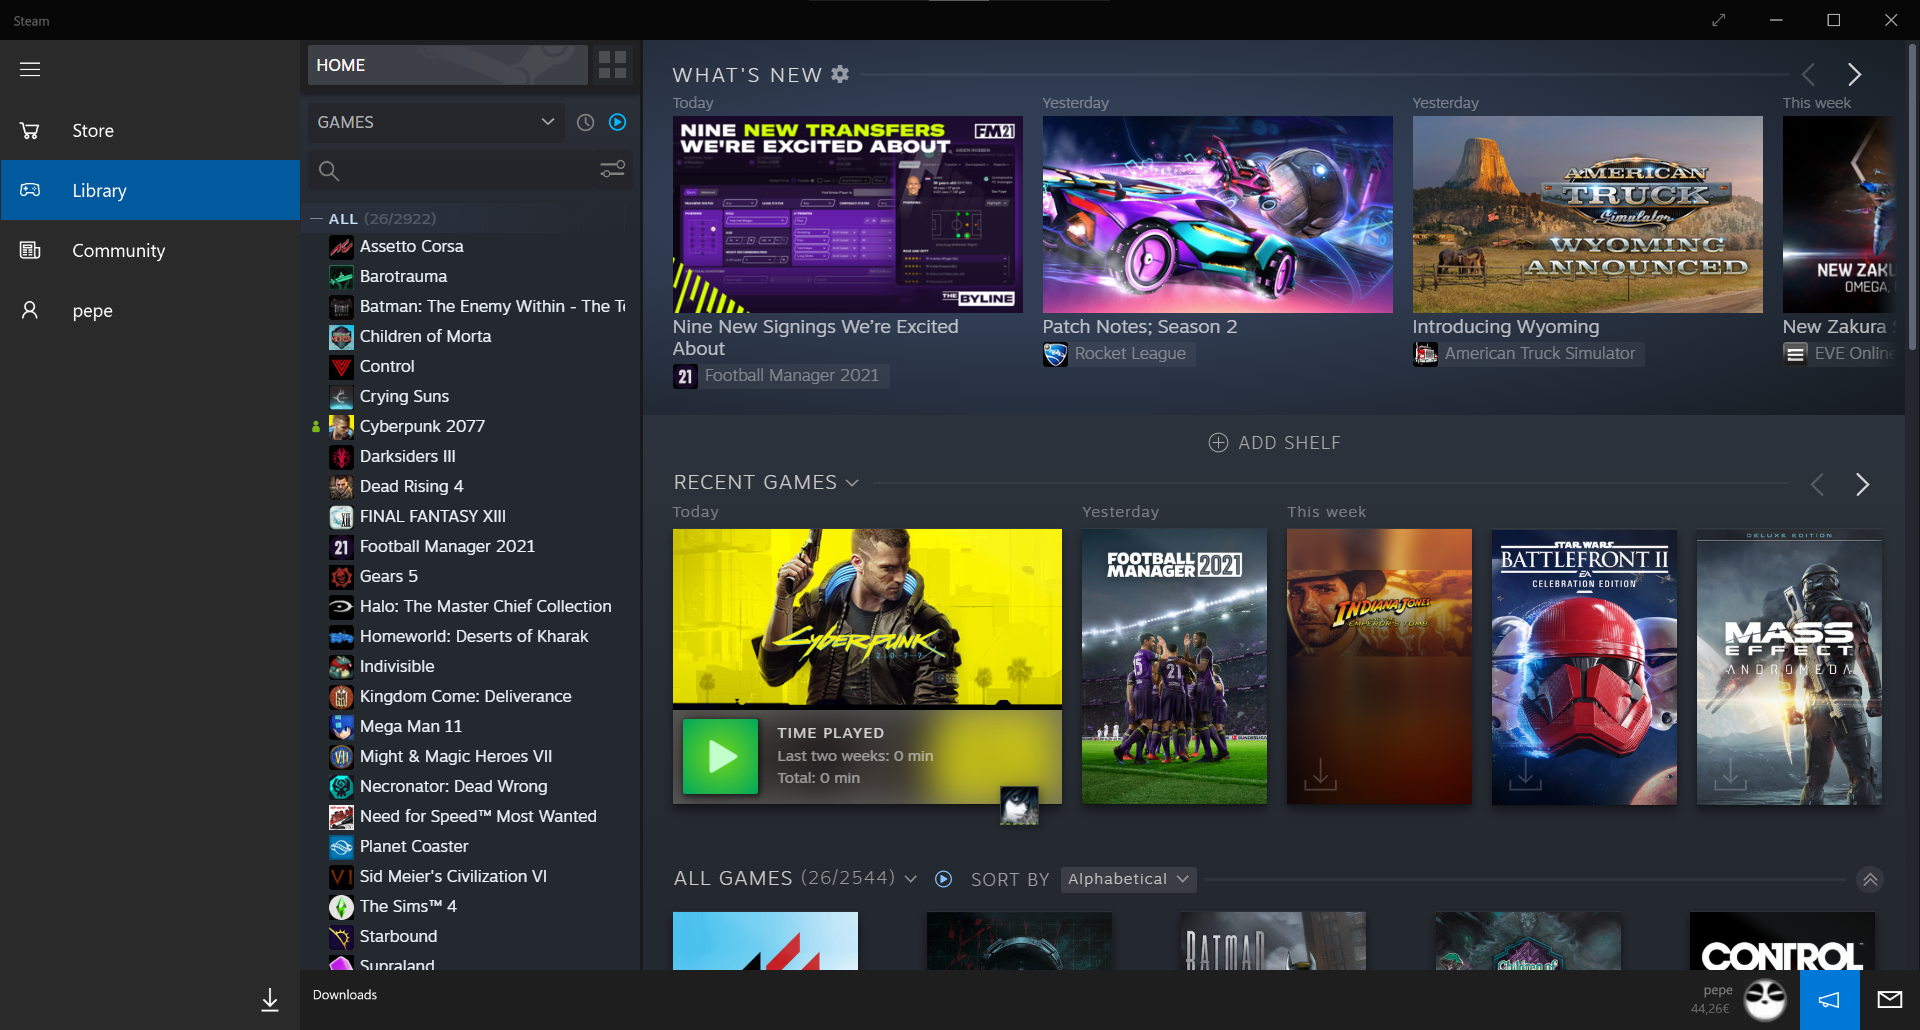 Steam
Store
Library
Community
pepe
HOME
GAMES
ALL (26/2922)
Assetto Corsa
Barotrauma
Batman: The Enemy Within - The Te
Children of Morta
Control
Crying Suns
Cyberpunk 2077
Darksiders III
Dead Rising 4
FINAL FANTASY XIII
Football Manager 2021
Gears 5
Halo: The Master Chief Collection
Homeworld: Deserts of Kharak
Indivisible
Kingdom Come: Deliverance
Mega Man 11
Might & Magic Heroes VII
Necronator: Dead Wrong
Need for Speed™ Most Wanted
Planet Coaster
Sid Meier's Civilization VI
The Sims™ 4
Starbound
Supraland
WHAT'S NEW
Today
NINE NEW TRANSFERS
WE'RE EXCITED ABOUT
FM21
THE BYLINE
Nine New Signings We're Excited
About
21 Football Manager 2021
Yesterday
Patch Notes; Season 2
Rocket League
Yesterday
AMERICAN
TRUCK
Simulator
WYOMING
ANNOUNCED
Introducing Wyoming
American Truck Simulator
This week
NEW ZAKU
OMEGA,
New Zakura S
EVE Online
ADD SHELF
RECENT GAMES
Today
Cyberpunk
2077
TIME PLAYED
Last two weeks: 0 min
Total: 0 min
Yesterday
FOOTBALL
MANAGER 2021
This week
INDIANA JONES
EMPEROR'S TOMB
STAR WARS
BATTLEFRONT II
EA
CELEBRATION EDITION
DELUXE EDITION
MASS
EFFECT
ANDROMEDA
ALL GAMES (26/2544)
SORT BY
Alphabetical
BATMAN
Children of
CONTROL
Downloads
pepe
44,26€